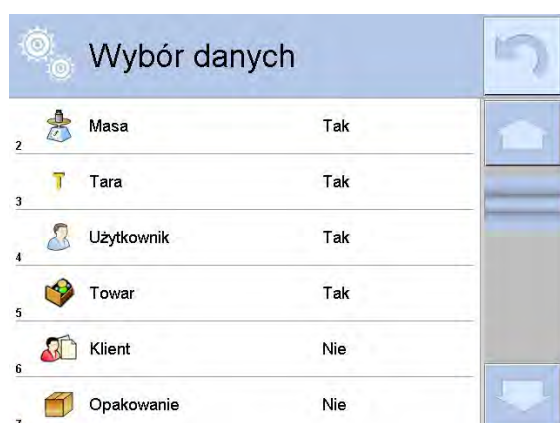 Wybór danych
Masa Tak
2
Tara Tak
3
Użytkownik Tak
4
Towar Tak
5
Klient Nie
6
Opakowanie Nie
7